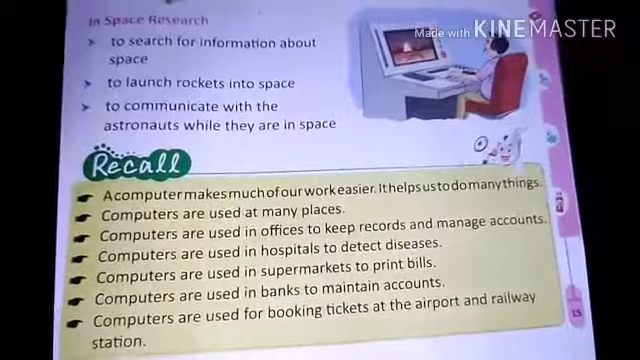 Made with KINEMASTER
In Space Research
to search for information about
space
to launch rockets into space
to communicate with the
astronauts while they are in space
Recall
A computer makes much of our work easier. It helps us to do many things.
Computers are used at many places.
Computers are used in offices to keep records and manage accounts.
Computers are used in hospitals to detect diseases.
Computers are used in supermarkets to print bills.
Computers are used in banks to maintain accounts.
Computers are used for booking tickets at the airport and railway
station.
15